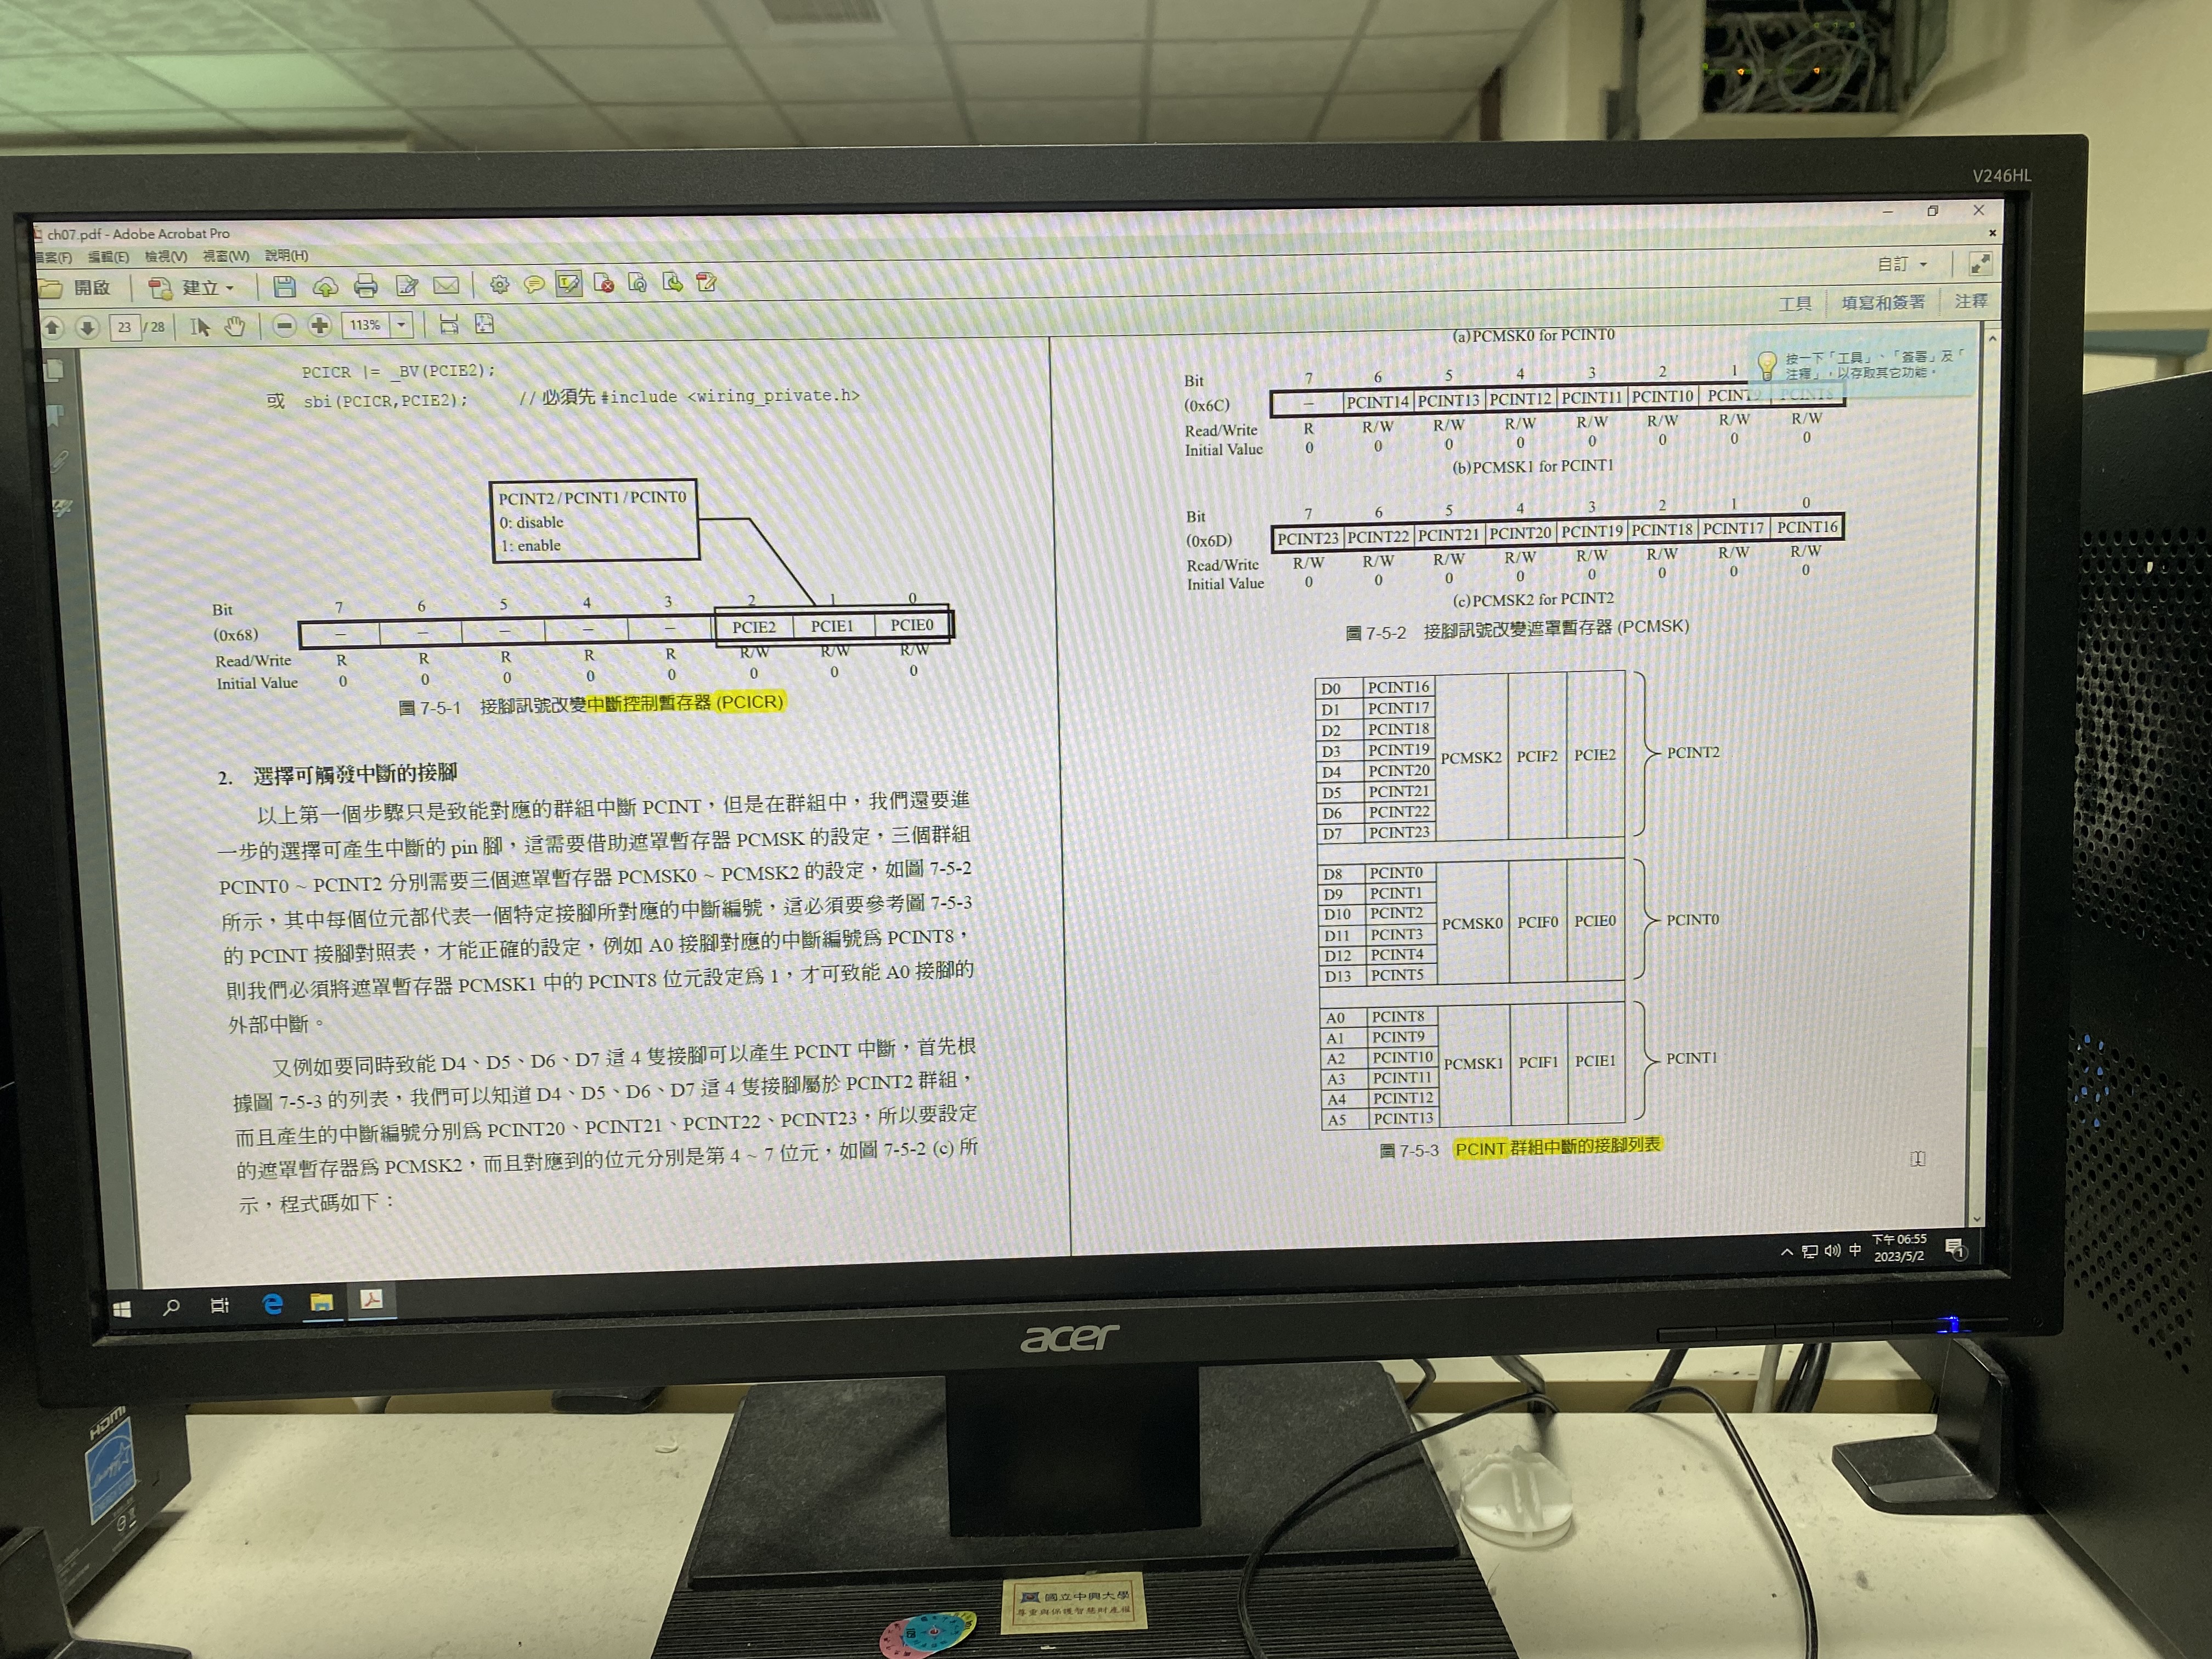 V246HL
ch07.pdf - Adobe Acrobat Pro
檔案(F) 編輯(E) 檢視(V) 視窗(W) 說明(H)
開啟 建立 自訂
23 / 28 113% 工具 填寫和簽署 注釋
按一下「工具」、「簽署」及「
注釋」，以存取其它功能。
PCICR |= _BV(PCIE2);
或 sbi(PCICR,PCIE2); //必須先 #include <wiring_private.h>
PCINT2/PCINT1/PCINT0
0: disable
1: enable
Bit 7 6 5 4 3 2 1 0
(0x68) – – – – – PCIE2 PCIE1 PCIE0
Read/Write R R R R R R/W R/W R/W
Initial Value 0 0 0 0 0 0 0 0
圖 7-5-1 接腳訊號改變中斷控制暫存器 (PCICR)
2. 選擇可觸發中斷的接腳
以上第一個步驟只是致能對應的群組中斷 PCINT，但是在群組中，我們還要進
一步的選擇可產生中斷的 pin 腳，這需要借助遮罩暫存器 PCMSK 的設定，三個群組
PCINT0 ~ PCINT2 分別需要三個遮罩暫存器 PCMSK0 ~ PCMSK2 的設定，如圖 7-5-2
所示，其中每個位元都代表一個特定接腳所對應的中斷編號，這必須要參考圖 7-5-3
的 PCINT 接腳對照表，才能正確的設定，例如 A0 接腳對應的中斷編號為 PCINT8，
則我們必須將遮罩暫存器 PCMSK1 中的 PCINT8 位元設定為 1，才可致能 A0 接腳的
外部中斷。
又例如要同時致能 D4、D5、D6、D7 這 4 隻接腳可以產生 PCINT 中斷，首先根
據圖 7-5-3 的列表，我們可以知道 D4、D5、D6、D7 這 4 隻接腳屬於 PCINT2 群組，
而且產生的中斷編號分別為 PCINT20、PCINT21、PCINT22、PCINT23，所以要設定
的遮罩暫存器為 PCMSK2，而且對應到的位元分別是第 4 ~ 7 位元，如圖 7-5-2 (c) 所
示，程式碼如下：
(a)PCMSK0 for PCINT0
Bit 7 6 5 4 3 2 1
(0x6C) – PCINT14 PCINT13 PCINT12 PCINT11 PCINT10 PCINT9 PCINT8
Read/Write R R/W R/W R/W R/W R/W R/W R/W
Initial Value 0 0 0 0 0 0 0 0
(b)PCMSK1 for PCINT1
Bit 7 6 5 4 3 2 1 0
(0x6D) PCINT23 PCINT22 PCINT21 PCINT20 PCINT19 PCINT18 PCINT17 PCINT16
Read/Write R/W R/W R/W R/W R/W R/W R/W R/W
Initial Value 0 0 0 0 0 0 0 0
(c)PCMSK2 for PCINT2
圖 7-5-2 接腳訊號改變遮罩暫存器 (PCMSK)
D0 PCINT16
D1 PCINT17
D2 PCINT18
D3 PCINT19
D4 PCINT20
D5 PCINT21
D6 PCINT22
D7 PCINT23
PCMSK2 PCIF2 PCIE2 PCINT2
D8 PCINT0
D9 PCINT1
D10 PCINT2
D11 PCINT3
D12 PCINT4
D13 PCINT5
PCMSK0 PCIF0 PCIE0 PCINT0
A0 PCINT8
A1 PCINT9
A2 PCINT10
A3 PCINT11
A4 PCINT12
A5 PCINT13
PCMSK1 PCIF1 PCIE1 PCINT1
圖 7-5-3 PCINT 群組中斷的接腳列表
中 下午 06:55
2023/5/2
1
acer
HDMI
國立中興大學
尊重與保護智慧財產權